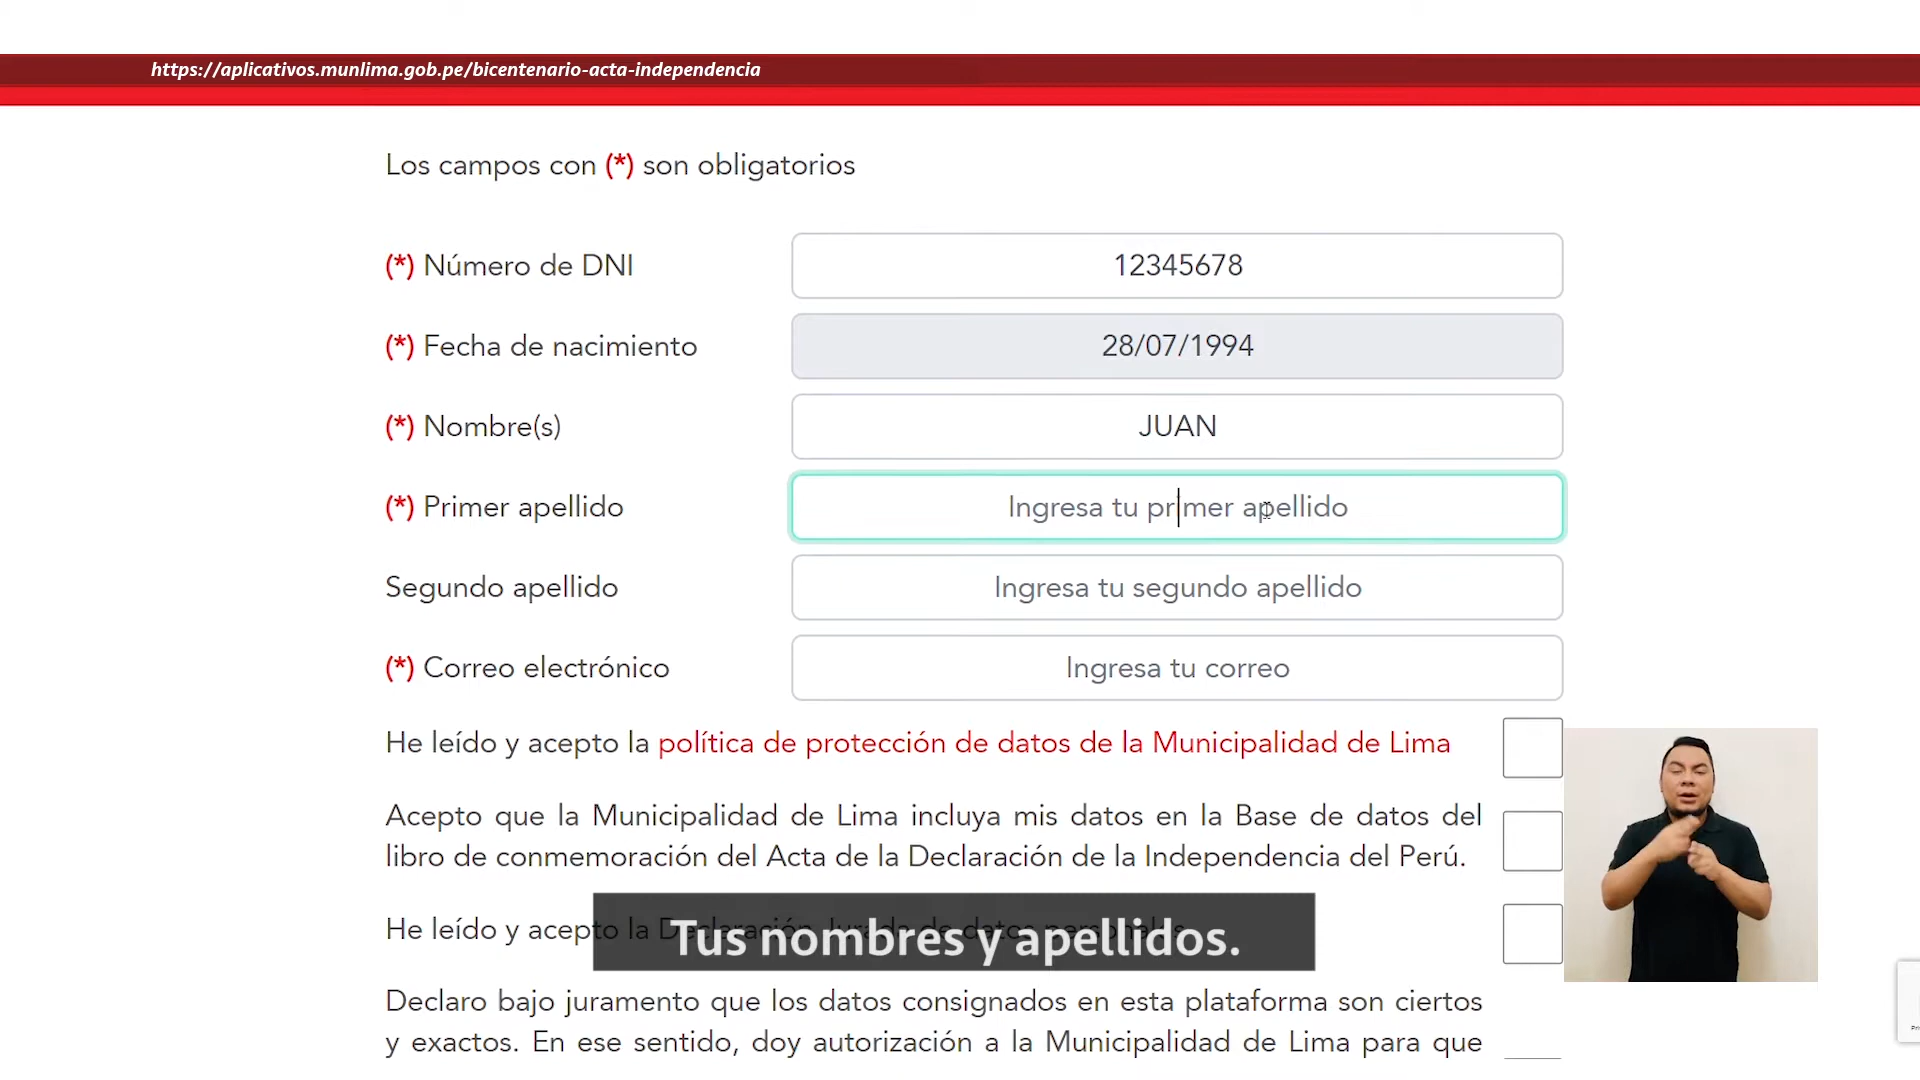 https://aplicativos.munlima.gob.pe/bicentenario-acta-independencia
Los campos con (*) son obligatorios
(*) Número de DNI
12345678
(*) Fecha de nacimiento
28/07/1994
(*) Nombre(s)
JUAN
(*) Primer apellido
Ingresa tu primer apellido
Segundo apellido
Ingresa tu segundo apellido
(*) Correo electrónico
Ingresa tu correo
He leído y acepto la política de protección de datos de la Municipalidad de Lima
Acepto que la Municipalidad de Lima incluya mis datos en la Base de datos del
libro de conmemoración del Acta de la Declaración de la Independencia del Perú.
He leído y acepto la Declaración Jurada de datos personales
Tus nombres y apellidos.
Declaro bajo juramento que los datos consignados en esta plataforma son ciertos
y exactos. En ese sentido, doy autorización a la Municipalidad de Lima para que